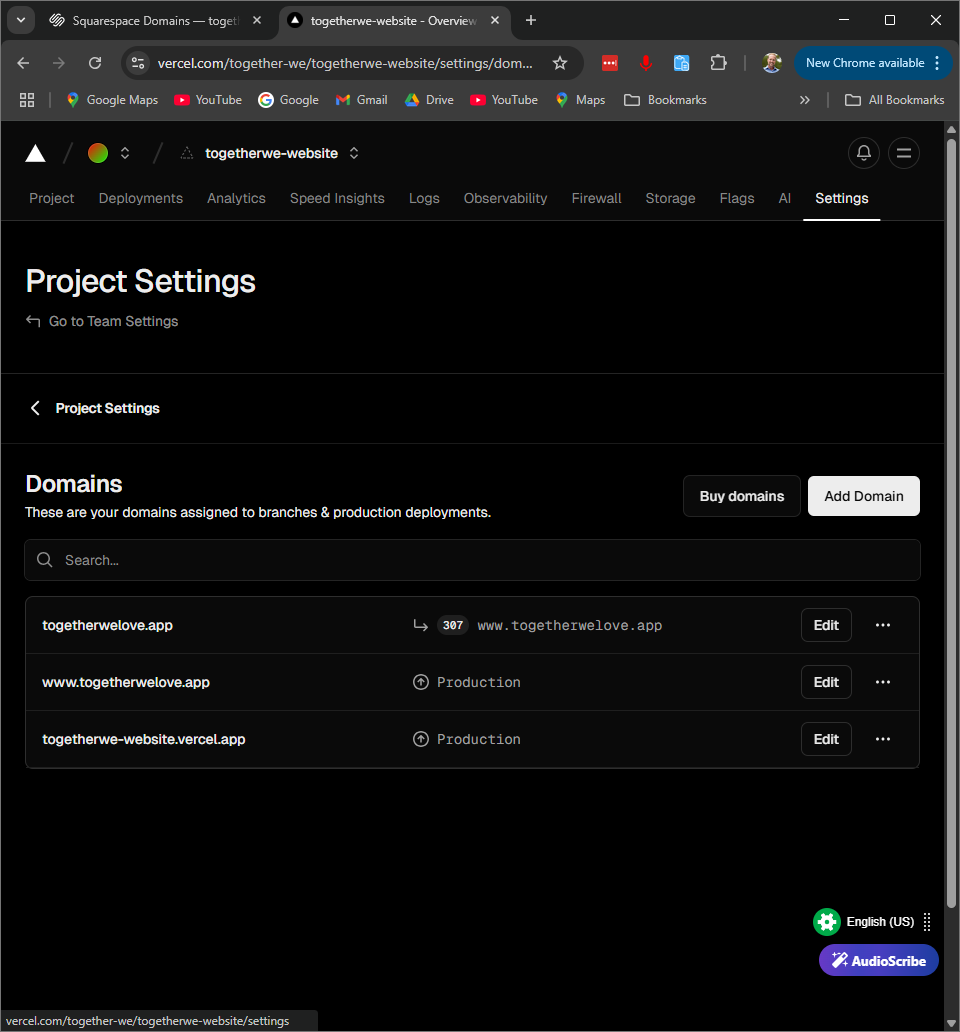 Squarespace Domains — toget
togetherwe-website - Overview
vercel.com/together-we/togetherwe-website/settings/dom...
New Chrome available
Google Maps YouTube Google Gmail Drive YouTube Maps Bookmarks » All Bookmarks
togetherwe-website
Project Deployments Analytics Speed Insights Logs Observability Firewall Storage Flags AI Settings
Project Settings
Go to Team Settings
Project Settings
Domains
These are your domains assigned to branches & production deployments.
Buy domains
Add Domain
Search...
togetherwelove.app 307 www.togetherwelove.app Edit
www.togetherwelove.app Production Edit
togetherwe-website.vercel.app Production Edit
English (US)
AudioScribe
vercel.com/together-we/togetherwe-website/settings